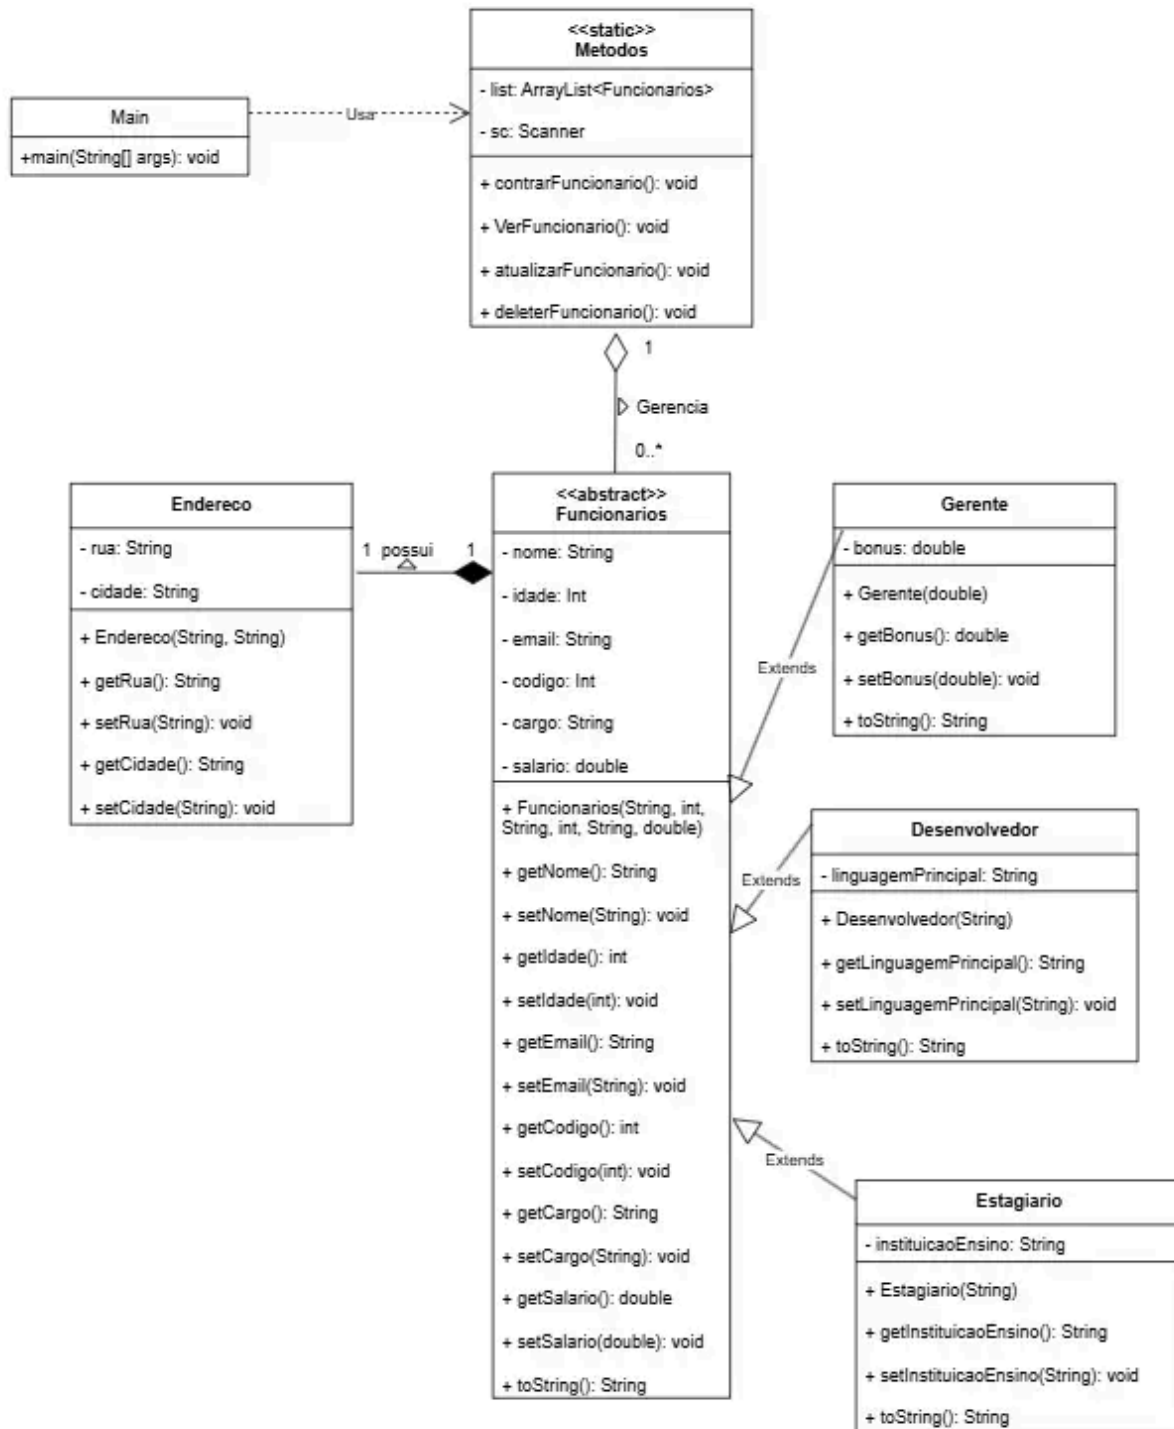 <<static>>
Metodos
- list: ArrayList<Funcionarios>
- sc: Scanner
+ contrarFuncionario(): void
+ VerFuncionario(): void
+ atualizarFuncionario(): void
+ deleterFuncionario(): void
Main
+main(String[] args): void
Usa
1
Gerencia
0..*
Endereco
- rua: String
- cidade: String
+ Endereco(String, String)
+ getRua(): String
+ setRua(String): void
+ getCidade(): String
+ setCidade(String): void
1 possui 1
<<abstract>>
Funcionarios
- nome: String
- idade: Int
- email: String
- codigo: Int
- cargo: String
- salario: double
+ Funcionarios(String, int,
String, int, String, double)
+ getNome(): String
+ setNome(String): void
+ getIdade(): int
+ setIdade(int): void
+ getEmail(): String
+ setEmail(String): void
+ getCodigo(): int
+ setCodigo(int): void
+ getCargo(): String
+ setCargo(String): void
+ getSalario(): double
+ setSalario(double): void
+ toString(): String
Gerente
- bonus: double
+ Gerente(double)
+ getBonus(): double
+ setBonus(double): void
+ toString(): String
Extends
Desenvolvedor
- linguagemPrincipal: String
+ Desenvolvedor(String)
+ getLinguagemPrincipal(): String
+ setLinguagemPrincipal(String): void
+ toString(): String
Extends
Estagiario
- instituicaoEnsino: String
+ Estagiario(String)
+ getInstituicaoEnsino(): String
+ setInstituicaoEnsino(String): void
+ toString(): String
Extends